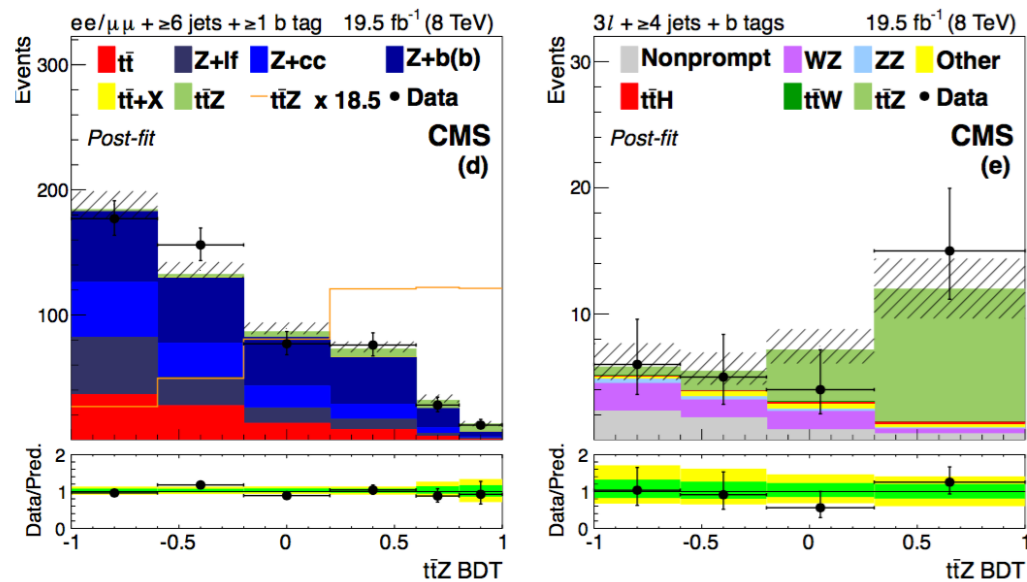 ee/μμ + ≥6 jets + ≥1 b tag 19.5 fb⁻¹ (8 TeV)
Events
300
200
100
tt̄ Z+lf Z+cc Z+b(b)
tt̄+X tt̄Z tt̄Z x 18.5 Data
Post-fit CMS
(d)
Data/Pred.
2
1
0
-1 -0.5 0 0.5 1
tt̄Z BDT
3l + ≥4 jets + b tags 19.5 fb⁻¹ (8 TeV)
Events
30
20
10
Nonprompt WZ ZZ Other
tt̄H tt̄W tt̄Z Data
Post-fit CMS
(e)
Data/Pred.
2
1
0
-1 -0.5 0 0.5 1
tt̄Z BDT